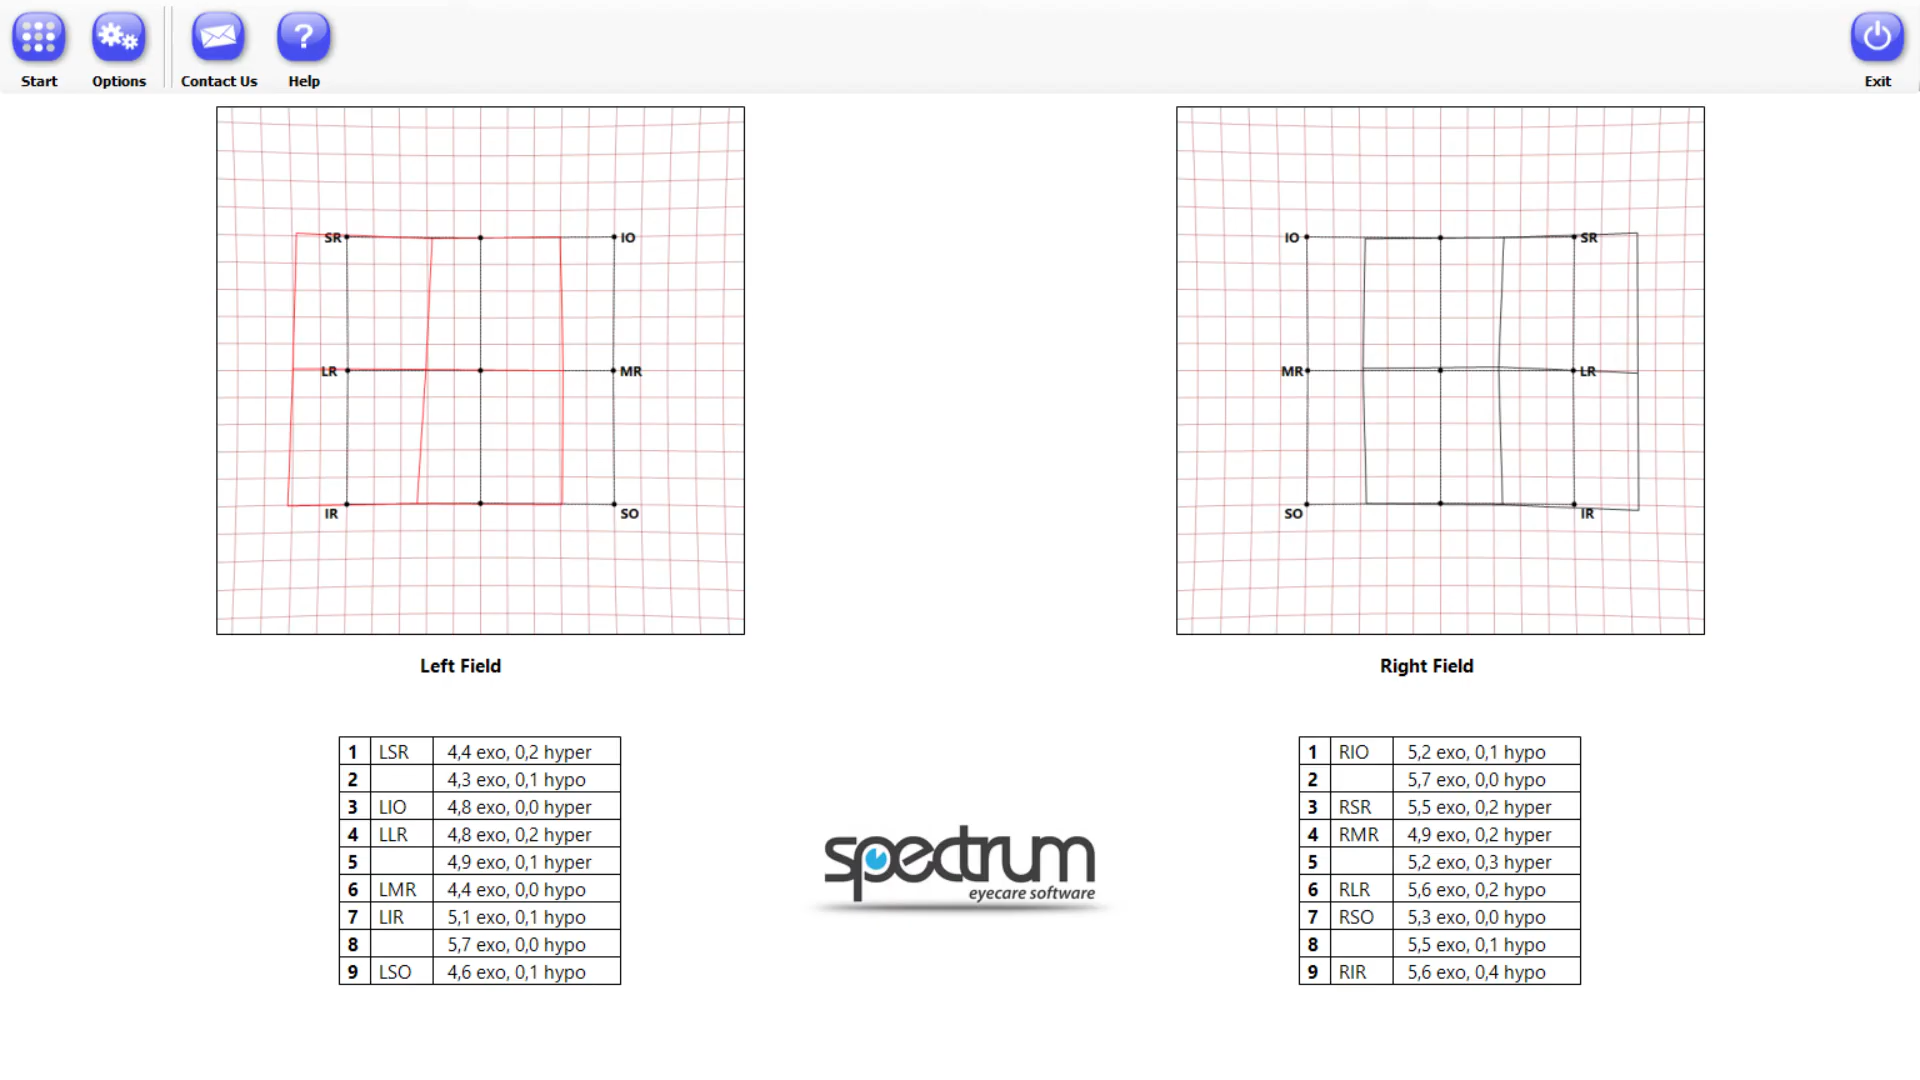 Start
Options
Contact Us
Help
Exit
SR
IO
LR
MR
IR
SO
Left Field
IO
SR
MR
LR
SO
IR
Right Field
1 LSR 4,4 exo, 0,2 hyper
2 4,3 exo, 0,1 hypo
3 LIO 4,8 exo, 0,0 hyper
4 LLR 4,8 exo, 0,2 hyper
5 4,9 exo, 0,1 hyper
6 LMR 4,4 exo, 0,0 hypo
7 LIR 5,1 exo, 0,1 hypo
8 5,7 exo, 0,0 hypo
9 LSO 4,6 exo, 0,1 hypo
spectrum
eyecare software
1 RIO 5,2 exo, 0,1 hypo
2 5,7 exo, 0,0 hypo
3 RSR 5,5 exo, 0,2 hyper
4 RMR 4,9 exo, 0,2 hyper
5 5,2 exo, 0,3 hyper
6 RLR 5,6 exo, 0,2 hypo
7 RSO 5,3 exo, 0,0 hypo
8 5,5 exo, 0,1 hypo
9 RIR 5,6 exo, 0,4 hypo